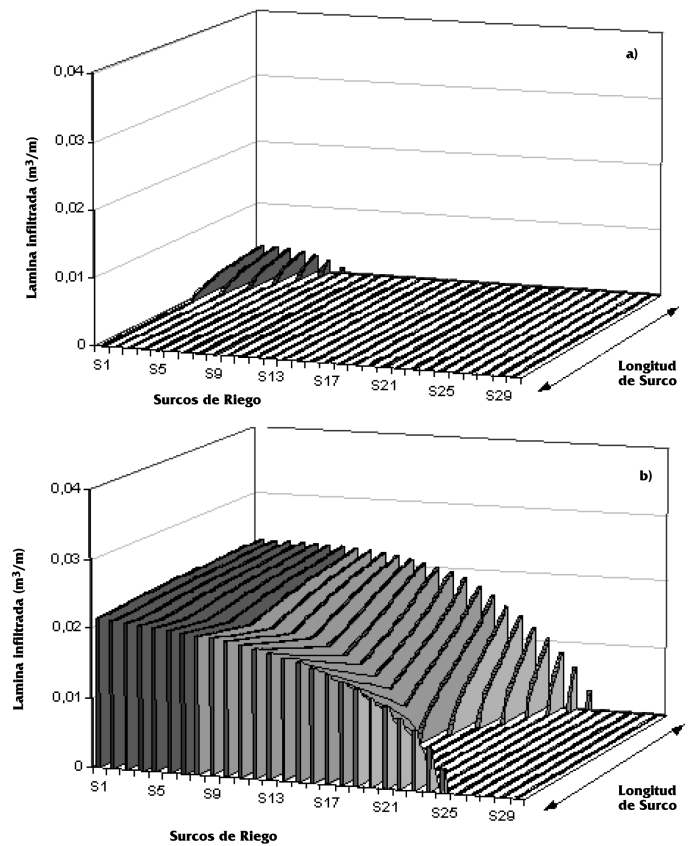 a)
0,04
0,03
0,02
0,01
0
Lamina infiltrada (m³/m)
S1
S5
S9
S13
S17
S21
S25
S29
Surcos de Riego
Longitud
de Surco
b)
0,04
0,03
0,02
0,01
0
Lamina infiltrada (m³/m)
S1
S5
S9
S13
S17
S21
S25
S29
Surcos de Riego
Longitud
de Surco